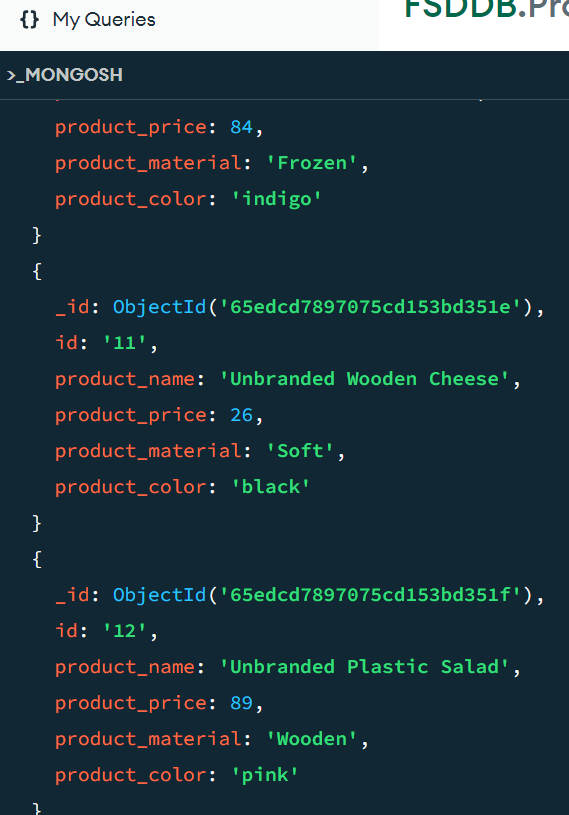 {} My Queries
FSDDB.Pro
>_MONGOSH
product_price: 84,
product_material: 'Frozen',
product_color: 'indigo'
}
{
_id: ObjectId('65edcd7897075cd153bd351e'),
id: '11',
product_name: 'Unbranded Wooden Cheese',
product_price: 26,
product_material: 'Soft',
product_color: 'black'
}
{
_id: ObjectId('65edcd7897075cd153bd351f'),
id: '12',
product_name: 'Unbranded Plastic Salad',
product_price: 89,
product_material: 'Wooden',
product_color: 'pink'
}